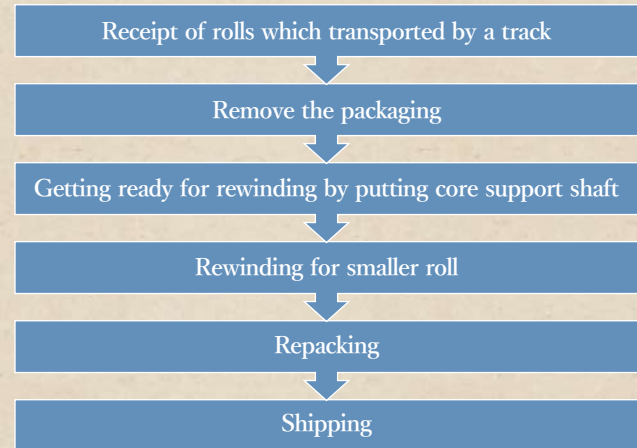 Receipt of rolls which transported by a track
Remove the packaging
Getting ready for rewinding by putting core support shaft
Rewinding for smaller roll
Repacking
Shipping